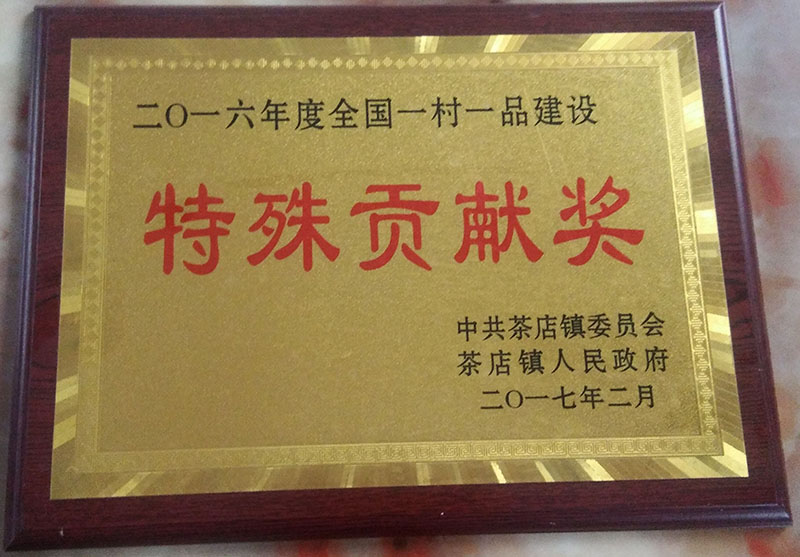 二〇一六年度全国一村一品建设
特殊贡献奖
中共茶店镇委员会
茶店镇人民政府
二〇一七年二月